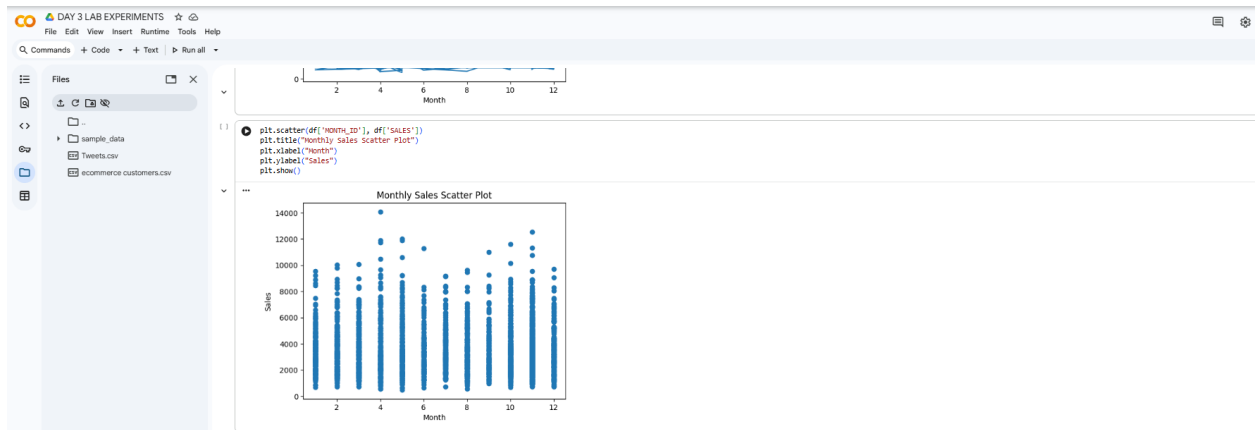 DAY 3 LAB EXPERIMENTS
File Edit View Insert Runtime Tools Help
Commands + Code + Text Run all
Files
..
sample_data
Tweets.csv
ecommerce customers.csv
0
2 4 6 8 10 12
Month
[ ]
plt.scatter(df['MONTH_ID'], df['SALES'])
plt.title("Monthly Sales Scatter Plot")
plt.xlabel("Month")
plt.ylabel("Sales")
plt.show()
...
Monthly Sales Scatter Plot
14000
12000
10000
8000
6000
4000
2000
0
Sales
2 4 6 8 10 12
Month